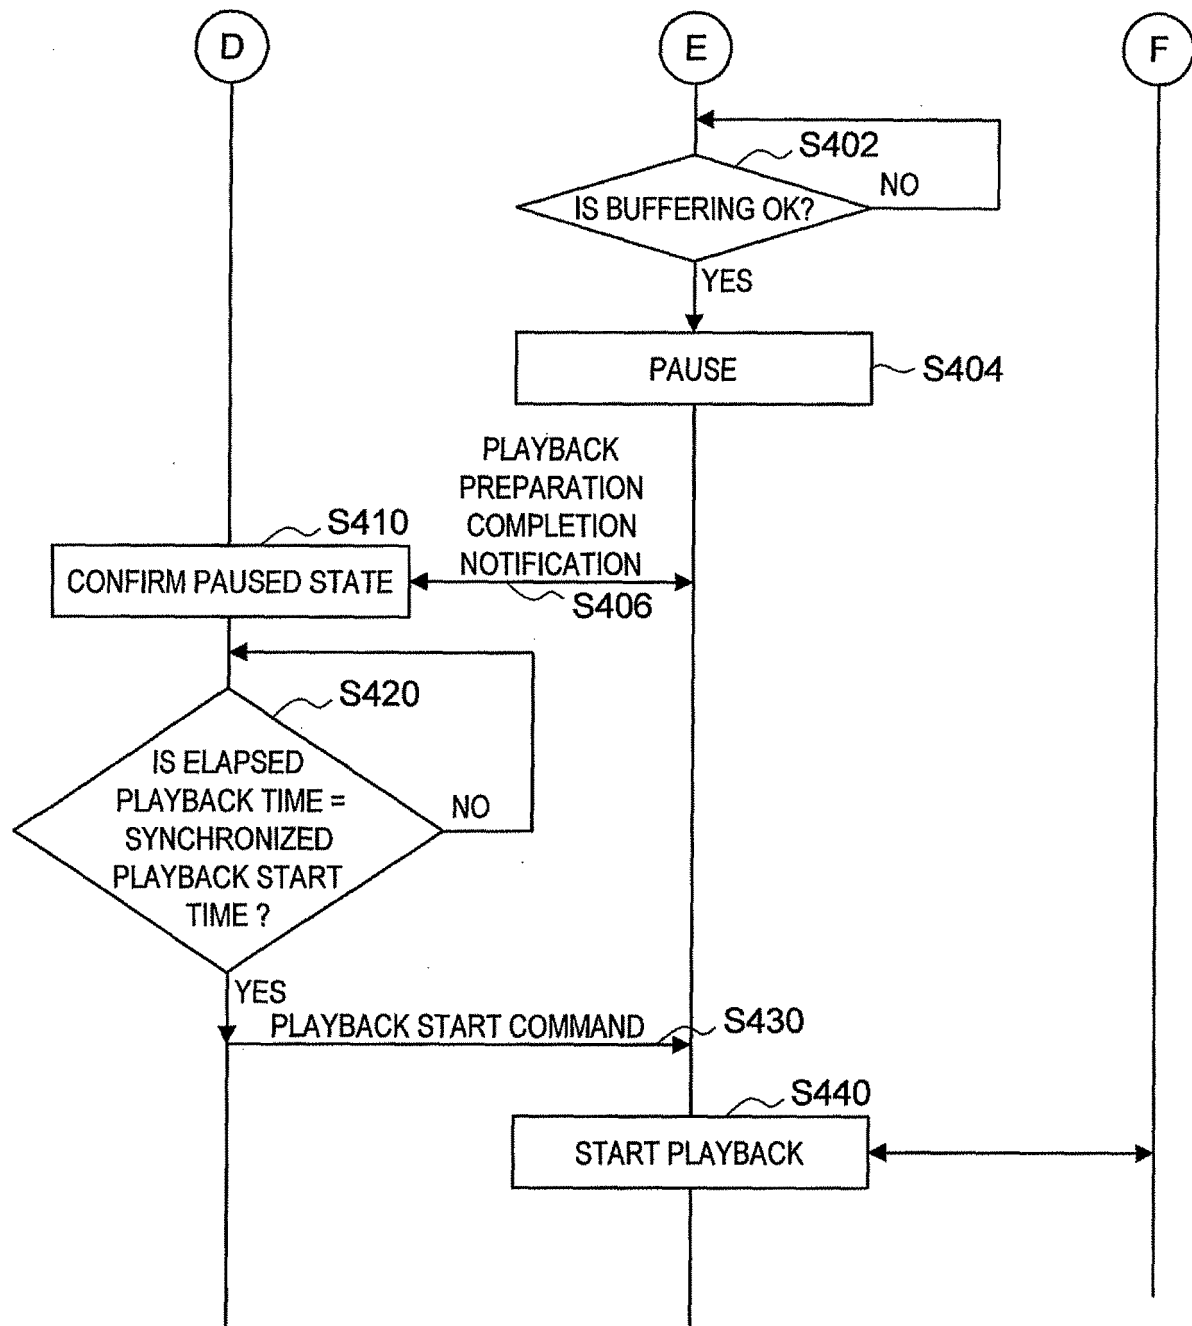 D
E
F
S402
IS BUFFERING OK?
NO
YES
PAUSE
S404
PLAYBACK
PREPARATION
COMPLETION
NOTIFICATION
S406
S410
CONFIRM PAUSED STATE
S420
IS ELAPSED
PLAYBACK TIME =
SYNCHRONIZED
PLAYBACK START
TIME ?
NO
YES
PLAYBACK START COMMAND
S430
S440
START PLAYBACK